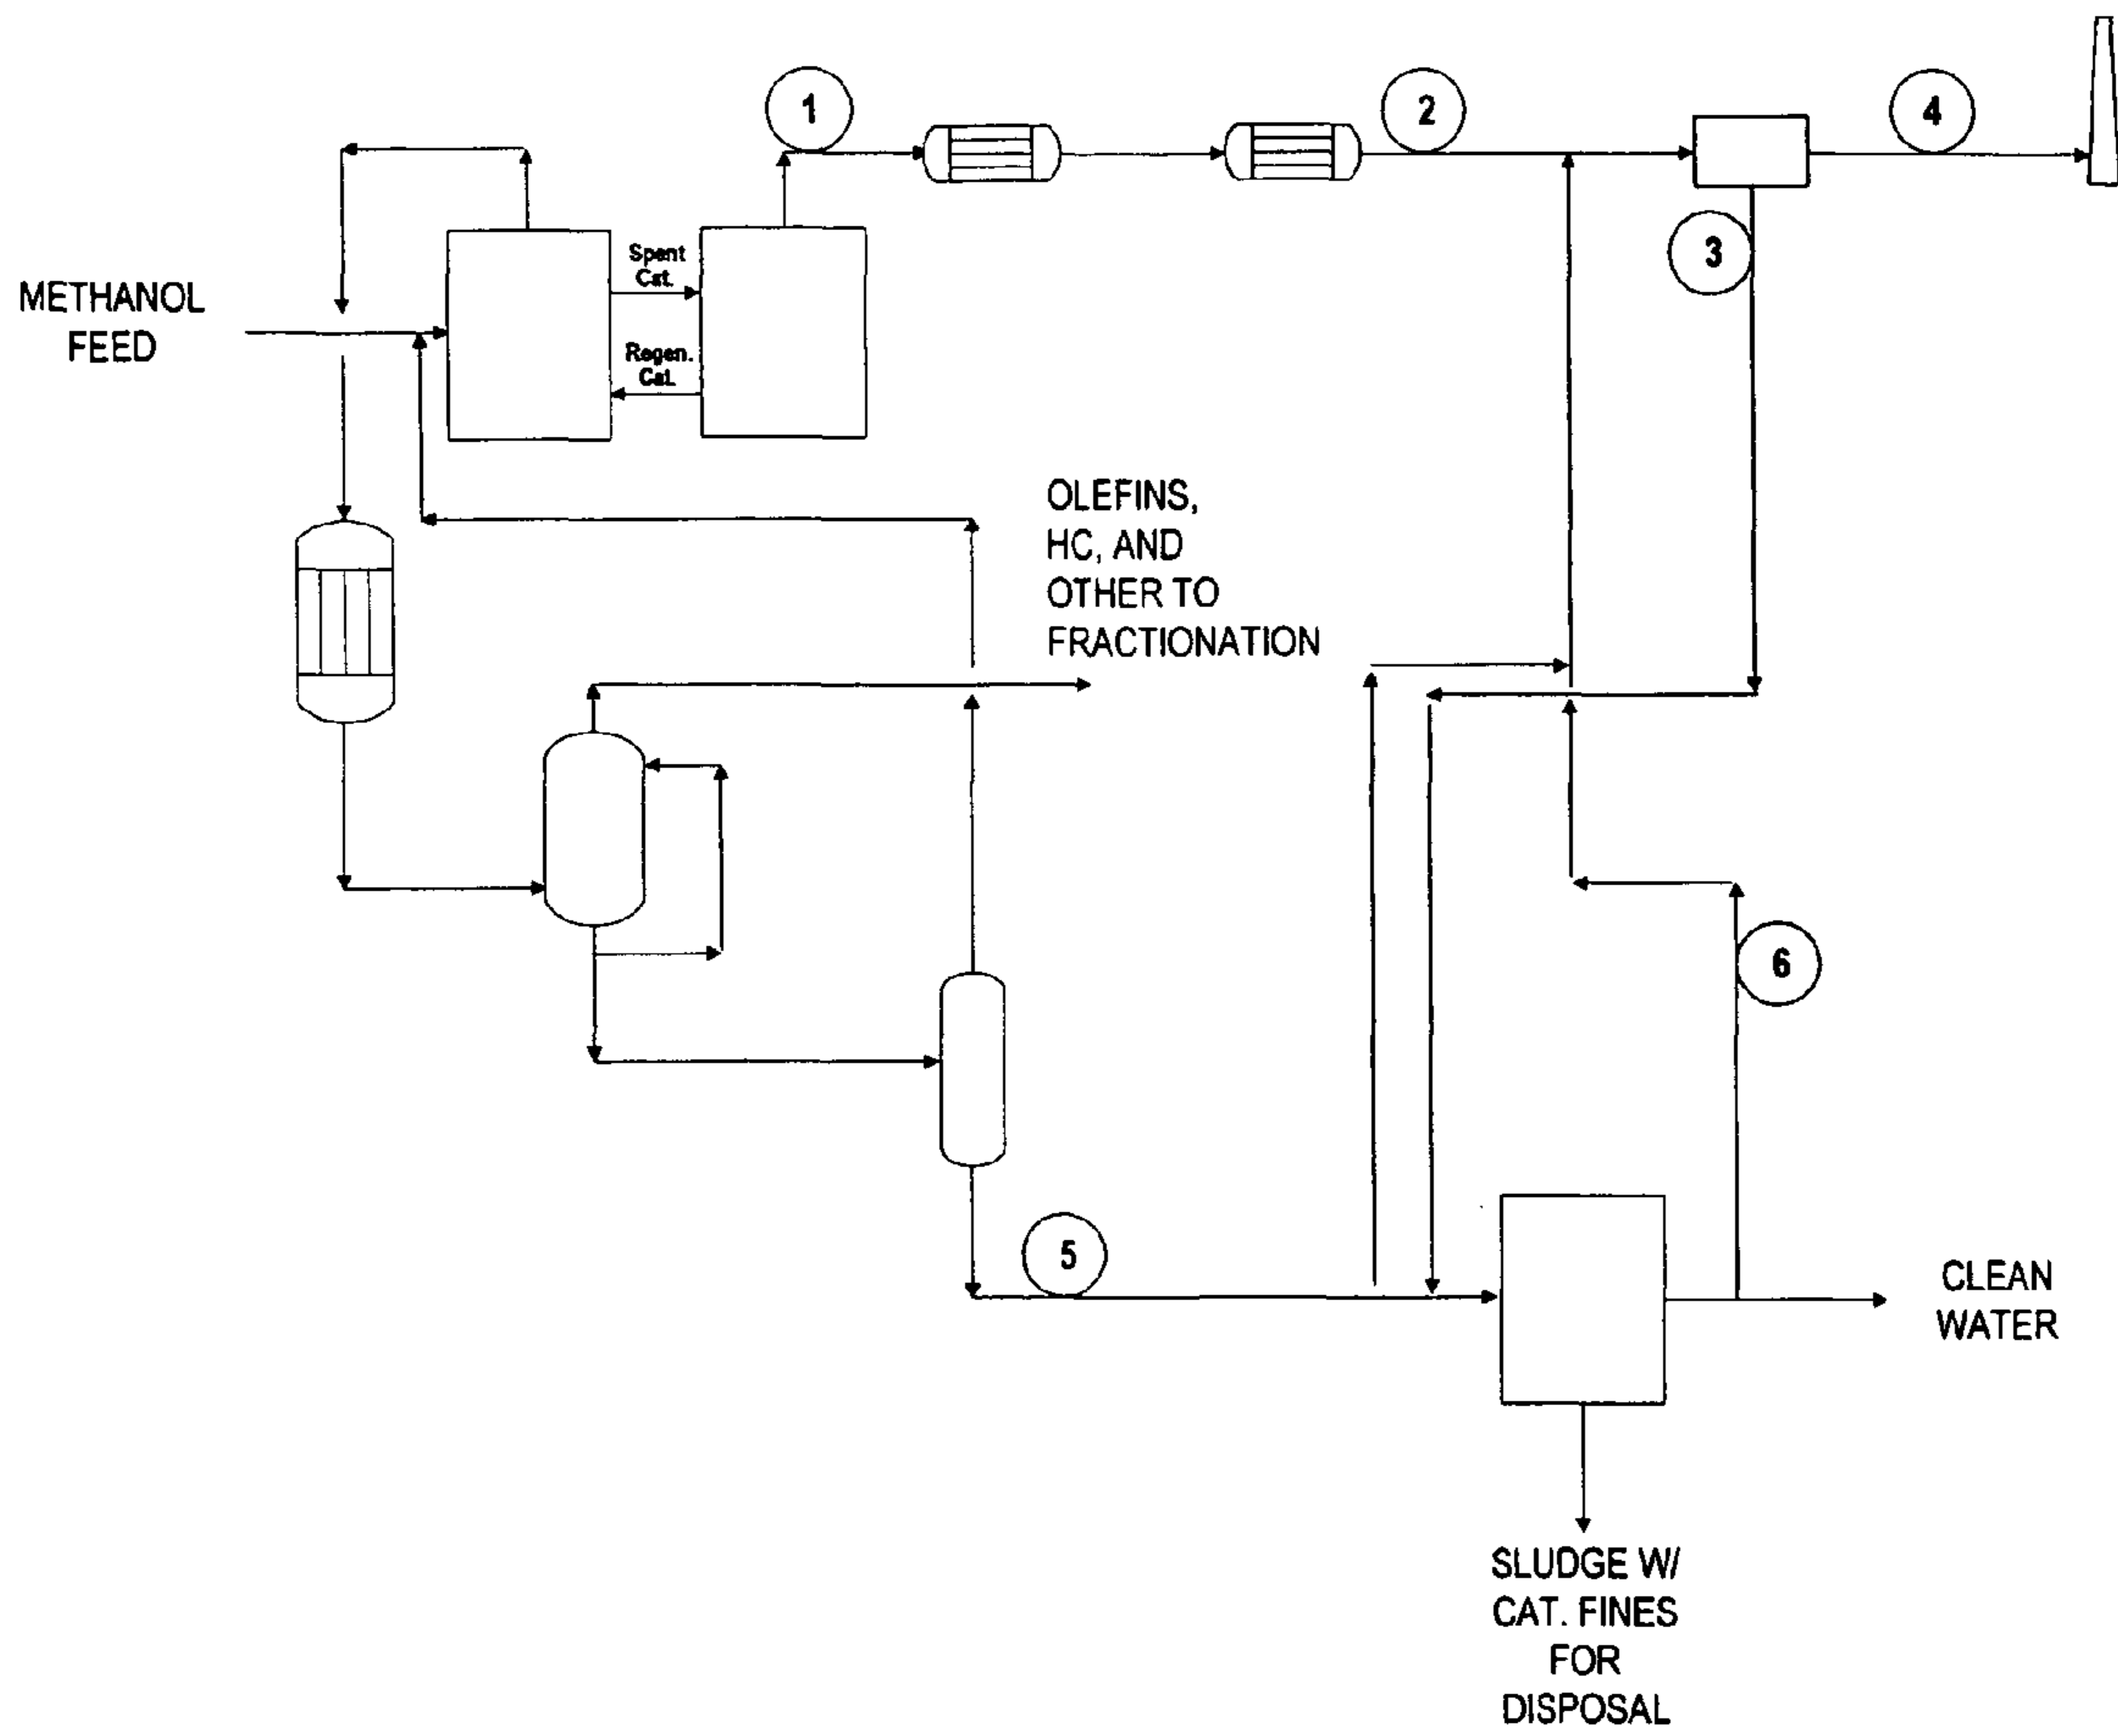 1
2
4
3
METHANOL
FEED
Spent
Cat.
Regen.
Cat.
OLEFINS,
HC, AND
OTHER TO
FRACTIONATION
6
5
CLEAN
WATER
SLUDGE W/
CAT. FINES
FOR
DISPOSAL